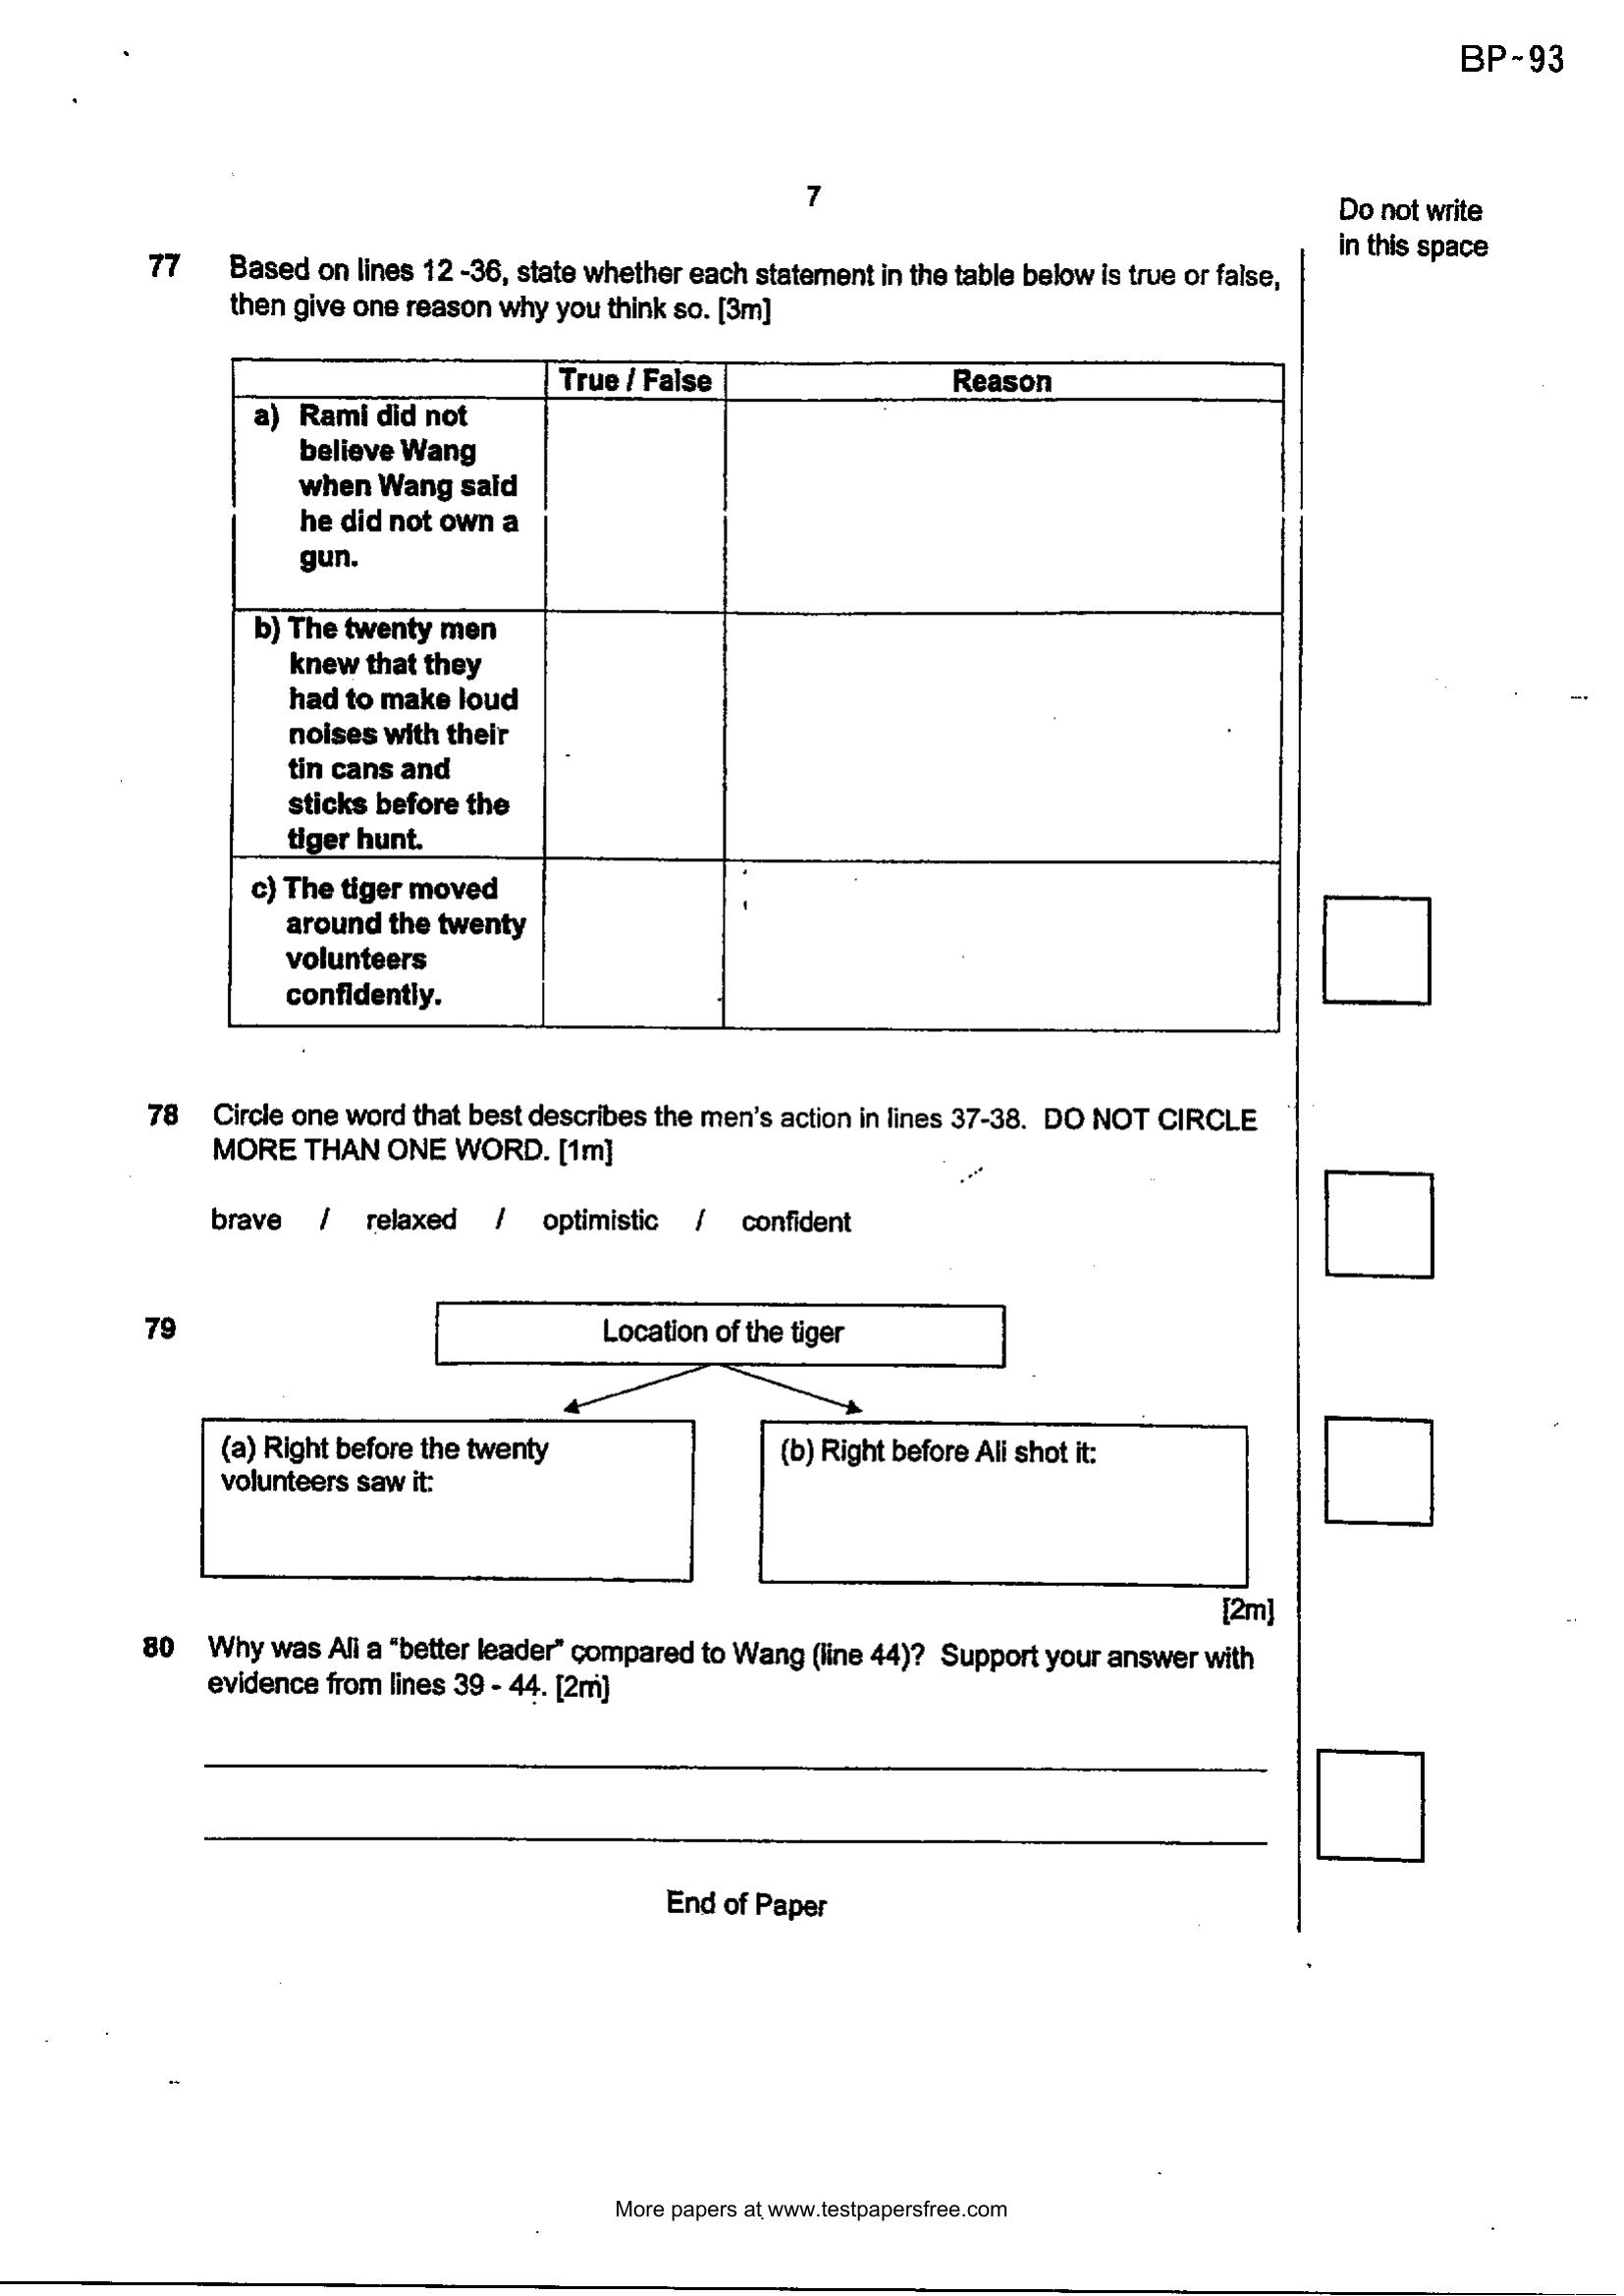 BP-93
7
Do not write
in this space
77 Based on lines 12 -36, state whether each statement in the table below is true or false,
then give one reason why you think so. [3m]
True / False Reason
a) Rami did not
believe Wang
when Wang said
he did not own a
gun.
b) The twenty men
knew that they
had to make loud
noises with their
tin cans and
sticks before the
tiger hunt.
c) The tiger moved
around the twenty
volunteers
confidently.
78 Circle one word that best describes the men's action in lines 37-38. DO NOT CIRCLE
MORE THAN ONE WORD. [1m]
brave / relaxed / optimistic / confident
79 Location of the tiger
(a) Right before the twenty
volunteers saw it:
(b) Right before Ali shot it:
[2m]
80 Why was Ali a "better leader" compared to Wang (line 44)? Support your answer with
evidence from lines 39 - 44. [2m]
End of Paper
More papers at www.testpapersfree.com